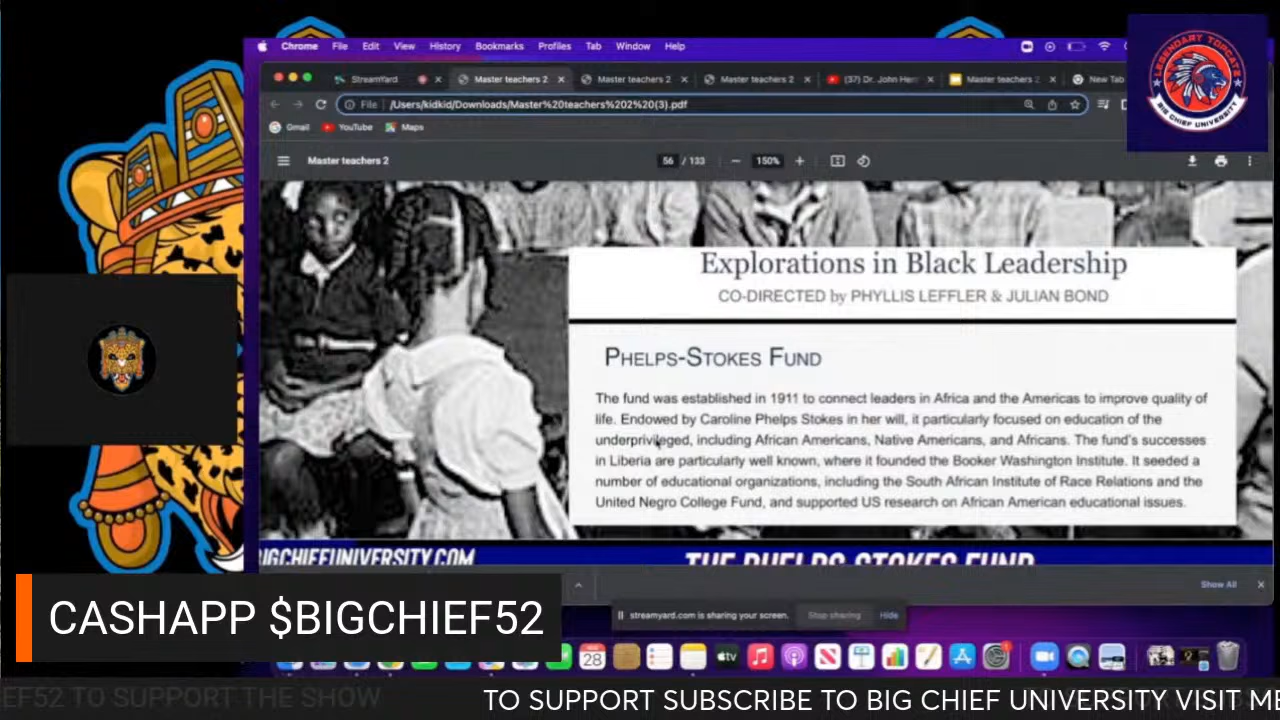 Chrome File Edit View History Bookmarks Profiles Tab Window Help
StreamYard Master teachers 2 Master teachers 2 Master teachers 2 (37) Dr. John Hen Master teachers New Tab
File /Users/kidkid/Downloads/Master%20teachers%202%20(3).pdf
Gmail YouTube Maps
LEGENDARY TOPCATS
BIG CHIEF UNIVERSITY
Master teachers 2 56 / 133 150%
Explorations in Black Leadership
CO-DIRECTED by PHYLLIS LEFFLER & JULIAN BOND
PHELPS-STOKES FUND
The fund was established in 1911 to connect leaders in Africa and the Americas to improve quality of
life. Endowed by Caroline Phelps Stokes in her will, it particularly focused on education of the
underprivileged, including African Americans, Native Americans, and Africans. The fund's successes
in Liberia are particularly well known, where it founded the Booker Washington Institute. It seeded a
number of educational organizations, including the South African Institute of Race Relations and the
United Negro College Fund, and supported US research on African American educational issues.
BIGCHIEFUNIVERSITY.COM THE PHELPS STOKES FUND
Show All
streamyard.com is sharing your screen. Stop sharing Hide
CASHAPP $BIGCHIEF52
28
tv
EF52 TO SUPPORT THE SHOW TO SUPPORT SUBSCRIBE TO BIG CHIEF UNIVERSITY VISIT ME